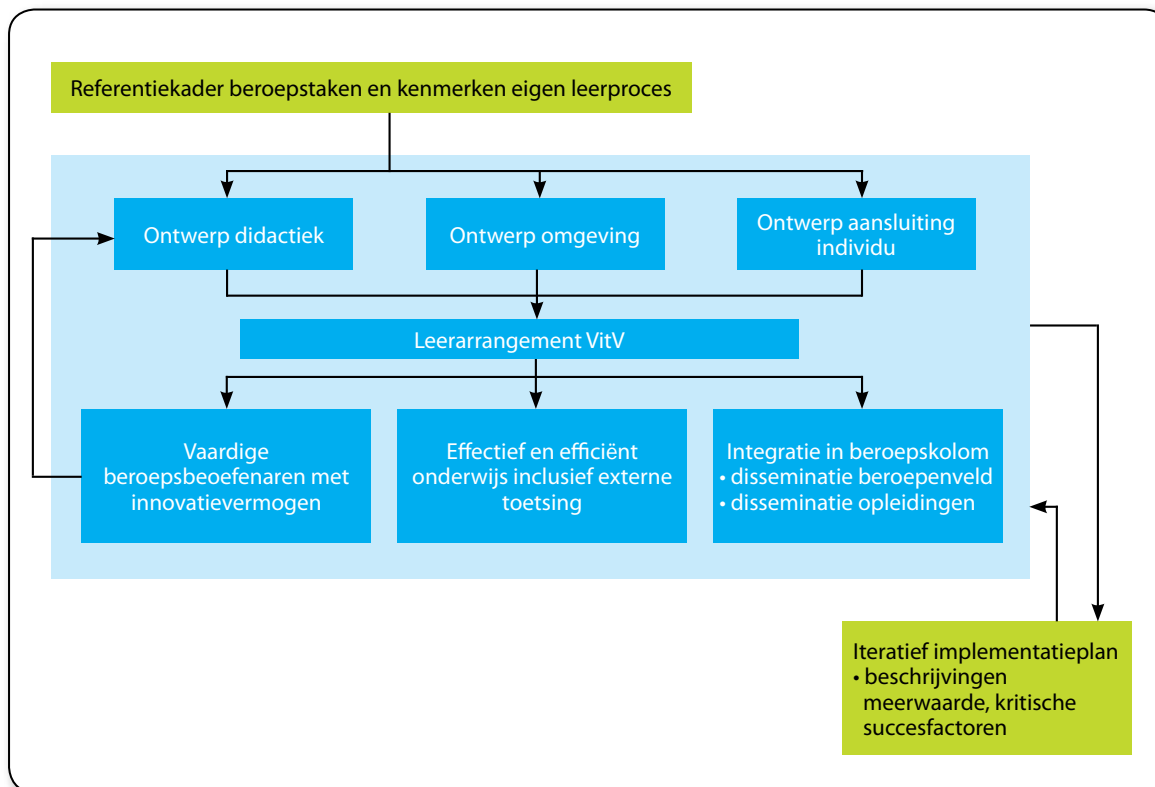 Referentiekader beroepstaken en kenmerken eigen leerproces
Ontwerp didactiek
Ontwerp omgeving
Ontwerp aansluiting
individu
Leerarrangement VitV
Vaardige
beroepsbeoefenaren met
innovatievermogen
Effectief en efficiënt
onderwijs inclusief externe
toetsing
Integratie in beroepskolom
• disseminatie beroepenveld
• disseminatie opleidingen
Iteratief implementatieplan
• beschrijvingen
meerwaarde, kritische
succesfactoren